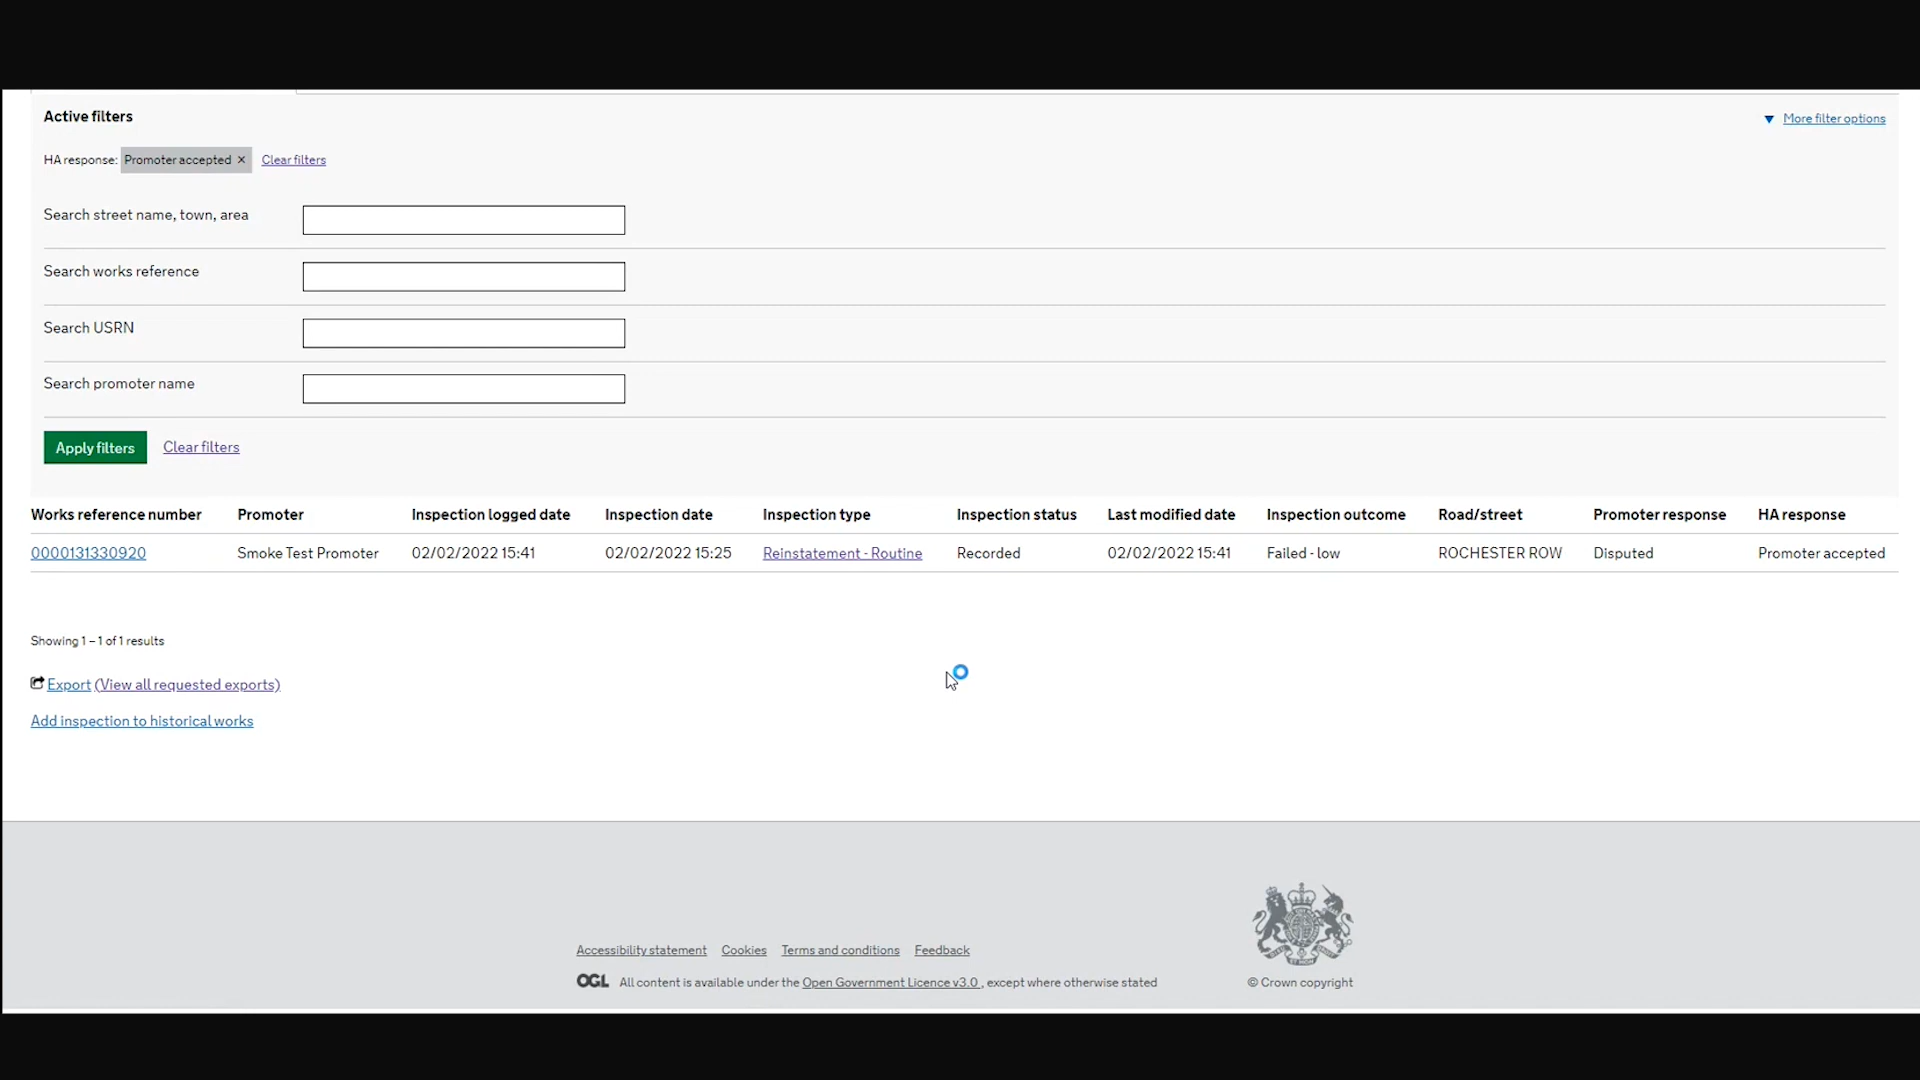 Active filters
▼ More filter options
HA response: Promoter accepted ✕ Clear filters
Search street name, town, area
Search works reference
Search USRN
Search promoter name
Apply filters Clear filters
Works reference number Promoter Inspection logged date Inspection date Inspection type Inspection status Last modified date Inspection outcome Road/street Promoter response HA response
0000131330920 Smoke Test Promoter 02/02/2022 15:41 02/02/2022 15:25 Reinstatement - Routine Recorded 02/02/2022 15:41 Failed - low ROCHESTER ROW Disputed Promoter accepted
Showing 1 – 1 of 1 results
Export (View all requested exports)
Add inspection to historical works
Accessibility statement Cookies Terms and conditions Feedback
OGL All content is available under the Open Government Licence v3.0 , except where otherwise stated
© Crown copyright